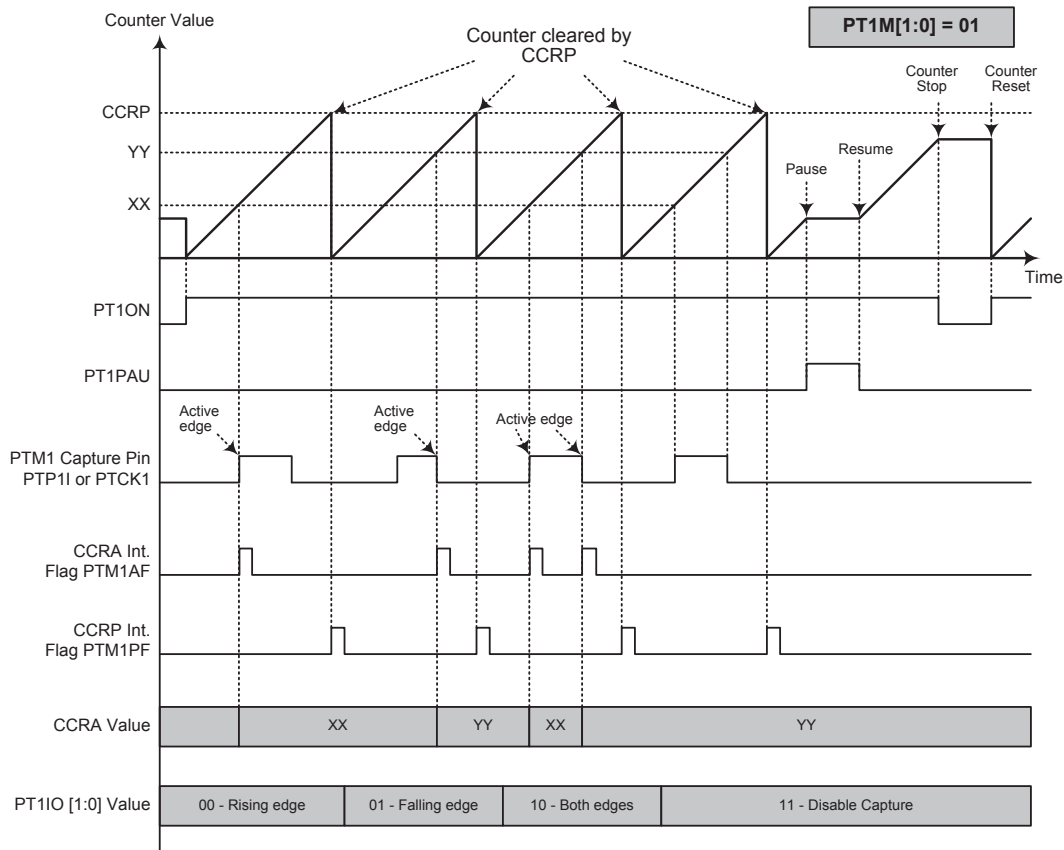 Counter Value
PT1M[1:0] = 01
Counter cleared by
CCRP
Counter
Stop
Counter
Reset
CCRP
YY
XX
Pause
Resume
Time
PT1ON
PT1PAU
Active
edge
Active
edge
Active edge
PTM1 Capture Pin
PTP1I or PTCK1
CCRA Int.
Flag PTM1AF
CCRP Int.
Flag PTM1PF
CCRA Value
XX
YY
XX
YY
PT1IO [1:0] Value
00 - Rising edge
01 - Falling edge
10 - Both edges
11 - Disable Capture